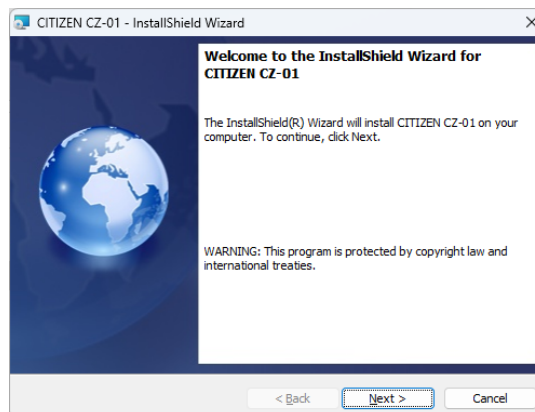 CITIZEN CZ-01 - InstallShield Wizard
Welcome to the InstallShield Wizard for
CITIZEN CZ-01
The InstallShield(R) Wizard will install CITIZEN CZ-01 on your
computer. To continue, click Next.
WARNING: This program is protected by copyright law and
international treaties.
< Back
Next >
Cancel